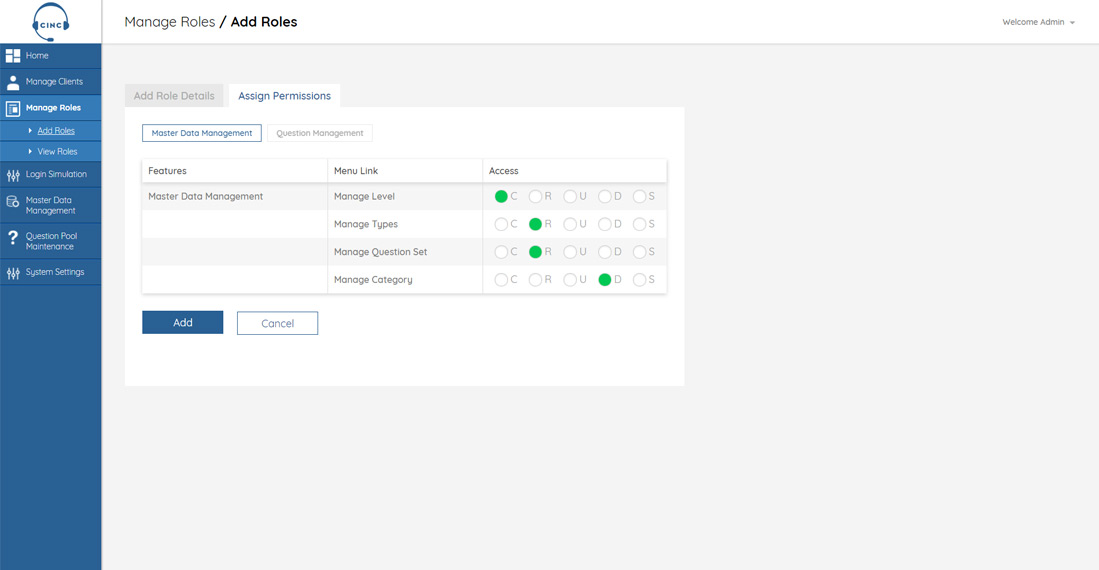 CINC
Manage Roles / Add Roles
Welcome Admin
Home
Manage Clients
Manage Roles
Add Roles
View Roles
Login Simulation
Master Data
Management
Question Pool
Maintenance
System Settings
Add Role Details Assign Permissions
Master Data Management Question Management
Features Menu Link Access
Master Data Management Manage Level C R U D S
Manage Types C R U D S
Manage Question Set C R U D S
Manage Category C R U D S
Add Cancel